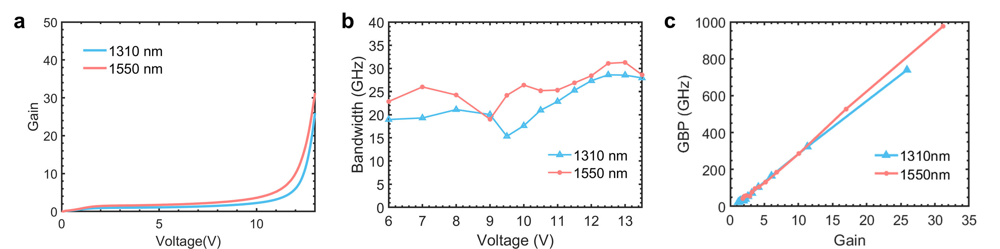 a
50
40
30
20
10
0
Gain
1310 nm
1550 nm
0 5 10
Voltage(V)
b
40
35
30
25
20
15
10
5
0
Bandwidth (GHz)
1310 nm
1550 nm
6 7 8 9 10 11 12 13
Voltage (V)
c
1000
800
600
400
200
0
GBP (GHz)
1310nm
1550nm
0 5 10 15 20 25 30 35
Gain